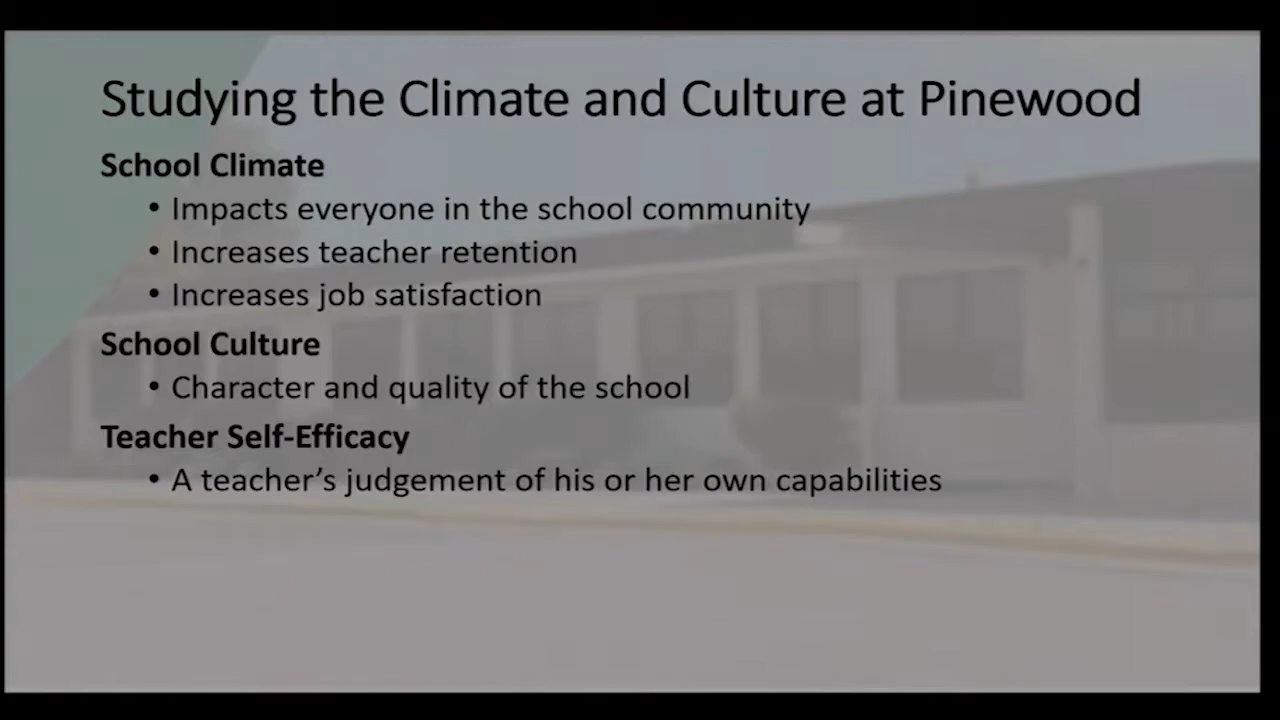 Studying the Climate and Culture at Pinewood
School Climate
• Impacts everyone in the school community
• Increases teacher retention
• Increases job satisfaction
School Culture
• Character and quality of the school
Teacher Self-Efficacy
• A teacher’s judgement of his or her own capabilities